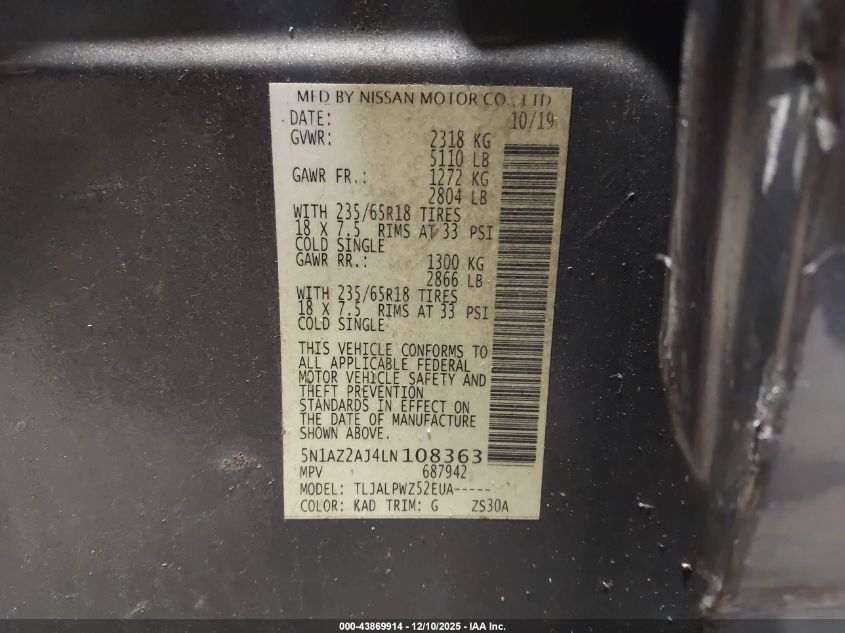 MFD BY NISSAN MOTOR CO., LTD
DATE: 10/19
GVWR: 2318 KG
5110 LB
GAWR FR.: 1272 KG
2804 LB
WITH 235/65R18 TIRES
18 X 7.5 RIMS AT 33 PSI
COLD SINGLE
GAWR RR.: 1300 KG
2866 LB
WITH 235/65R18 TIRES
18 X 7.5 RIMS AT 33 PSI
COLD SINGLE
THIS VEHICLE CONFORMS TO
ALL APPLICABLE FEDERAL
MOTOR VEHICLE SAFETY AND
THEFT PREVENTION
STANDARDS IN EFFECT ON
THE DATE OF MANUFACTURE
SHOWN ABOVE.
5N1AZ2AJ4LN108363
MPV 687942
MODEL: TLJALPWZ52EUA-----
COLOR: KAD TRIM: G ZS30A
000-43869914 - 12/10/2025 - IAA Inc.